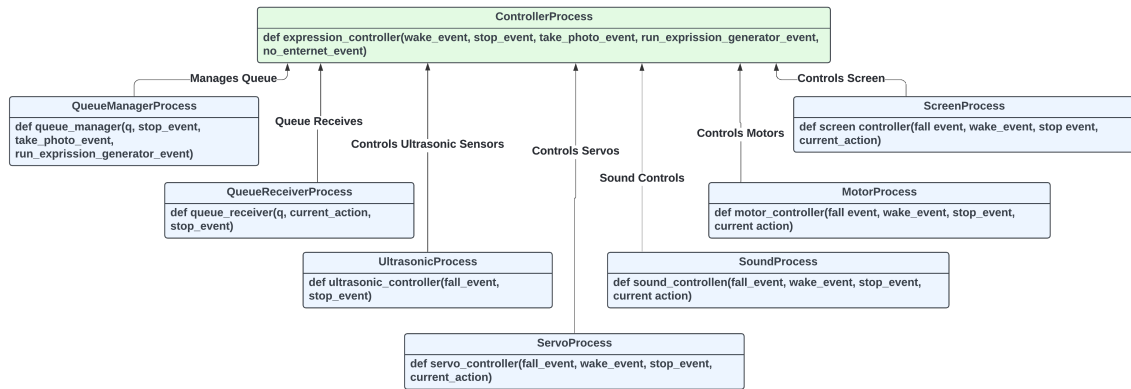 ControllerProcess
def expression_controller(wake_event, stop_event, take_photo_event, run_exprission_generator_event,
no_enternet_event)
Manages Queue
Controls Screen
QueueManagerProcess
def queue_manager(q, stop_event,
take_photo_event,
run_exprission_generator_event)
ScreenProcess
def screen controller(fall event, wake_event, stop event,
current_action)
Queue Receives
Controls Ultrasonic Sensors
Controls Servos
Sound Controls
Controls Motors
QueueReceiverProcess
def queue_receiver(q, current_action,
stop_event)
MotorProcess
def motor_controller(fall event, wake_event, stop_event,
current action)
UltrasonicProcess
def ultrasonic_controller(fall_event,
stop_event)
SoundProcess
def sound_controllen(fall_event, wake_event, stop_event,
current action)
ServoProcess
def servo_controller(fall_event, wake_event, stop_event,
current_action)